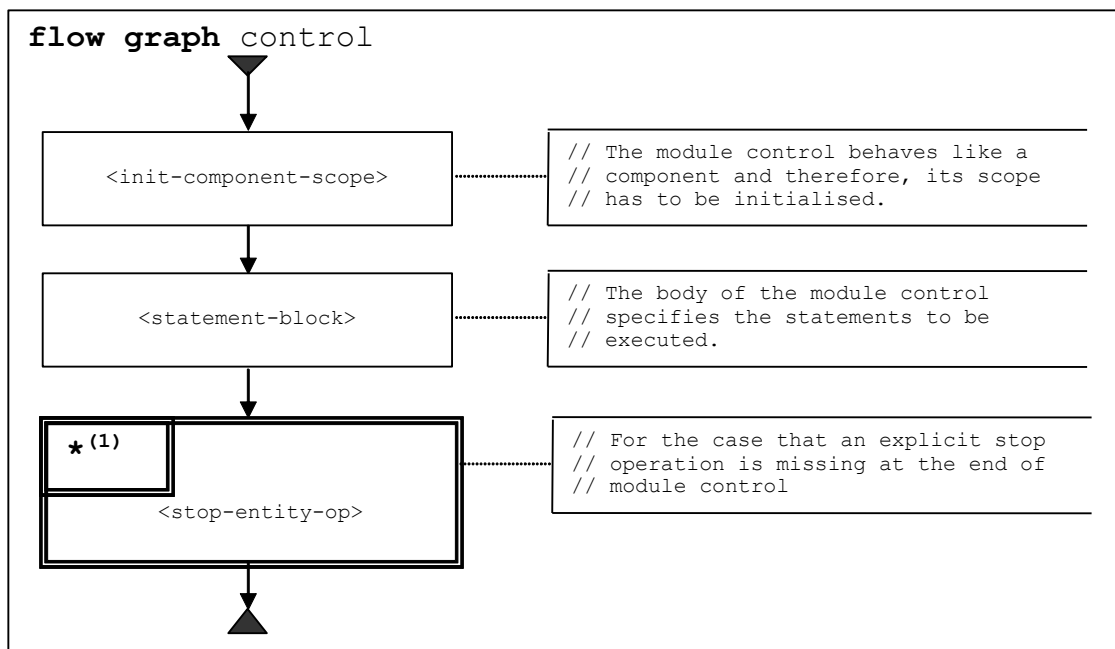 flow graph control
<init-component-scope>
// The module control behaves like a
// component and therefore, its scope
// has to be initialised.
<statement-block>
// The body of the module control
// specifies the statements to be
// executed.
*(1)
<stop-entity-op>
// For the case that an explicit stop
// operation is missing at the end of
// module control